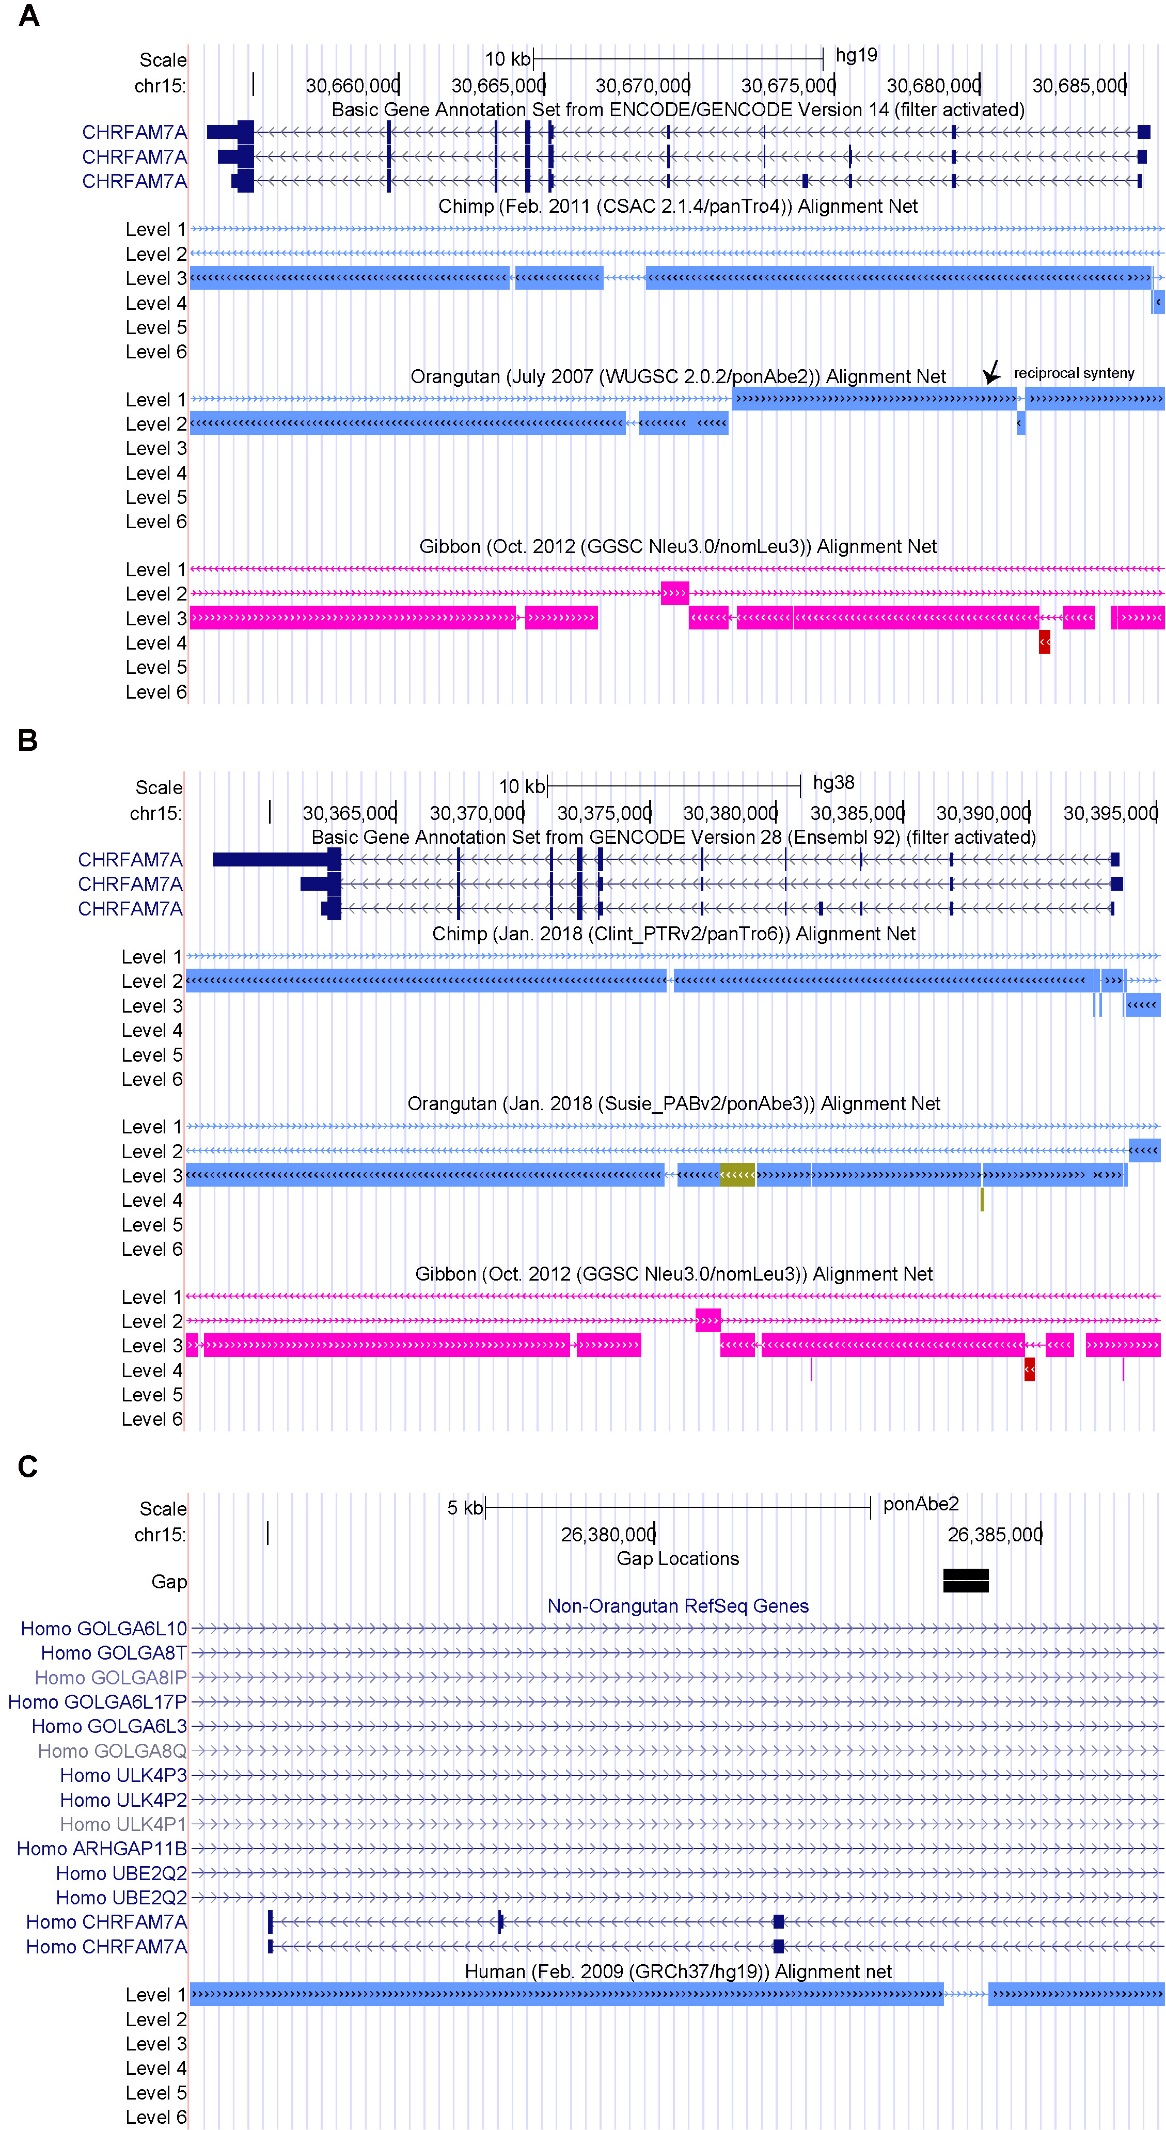 A
Scale 10 kb hg19
chr15: 30,660,000 30,665,000 30,670,000 30,675,000 30,680,000 30,685,000
Basic Gene Annotation Set from ENCODE/GENCODE Version 14 (filter activated)
CHRFAM7A
CHRFAM7A
CHRFAM7A
Chimp (Feb. 2011 (CSAC 2.1.4/panTro4)) Alignment Net
Level 1
Level 2
Level 3
Level 4
Level 5
Level 6
Orangutan (July 2007 (WUGSC 2.0.2/ponAbe2)) Alignment Net reciprocal synteny
Level 1
Level 2
Level 3
Level 4
Level 5
Level 6
Gibbon (Oct. 2012 (GGSC Nleu3.0/nomLeu3)) Alignment Net
Level 1
Level 2
Level 3
Level 4
Level 5
Level 6
B
Scale 10 kb hg38
chr15: 30,365,000 30,370,000 30,375,000 30,380,000 30,385,000 30,390,000 30,395,000
Basic Gene Annotation Set from GENCODE Version 28 (Ensembl 92) (filter activated)
CHRFAM7A
CHRFAM7A
CHRFAM7A
Chimp (Jan. 2018 (Clint_PTRv2/panTro6)) Alignment Net
Level 1
Level 2
Level 3
Level 4
Level 5
Level 6
Orangutan (Jan. 2018 (Susie_PABv2/ponAbe3)) Alignment Net
Level 1
Level 2
Level 3
Level 4
Level 5
Level 6
Gibbon (Oct. 2012 (GGSC Nleu3.0/nomLeu3)) Alignment Net
Level 1
Level 2
Level 3
Level 4
Level 5
Level 6
C
Scale 5 kb ponAbe2
chr15: 26,380,000 26,385,000
Gap Locations
Gap
Non-Orangutan RefSeq Genes
Homo GOLGA6L10
Homo GOLGA8T
Homo GOLGA8IP
Homo GOLGA6L17P
Homo GOLGA6L3
Homo GOLGA8Q
Homo ULK4P3
Homo ULK4P2
Homo ULK4P1
Homo ARHGAP11B
Homo UBE2Q2
Homo UBE2Q2
Homo CHRFAM7A
Homo CHRFAM7A
Human (Feb. 2009 (GRCh37/hg19)) Alignment net
Level 1
Level 2
Level 3
Level 4
Level 5
Level 6